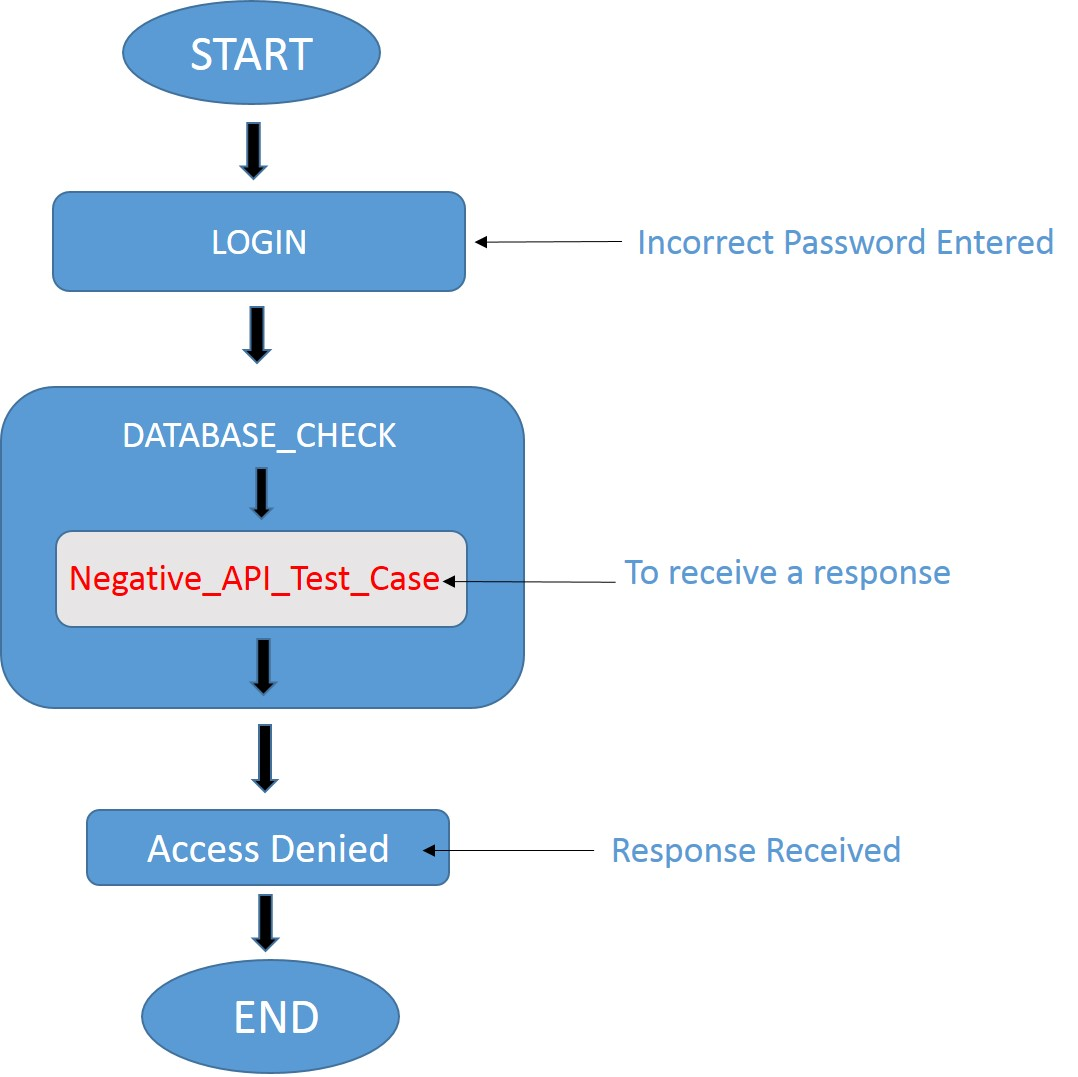 START
LOGIN
Incorrect Password Entered
DATABASE_CHECK
Negative_API_Test_Case
To receive a response
Access Denied
Response Received
END